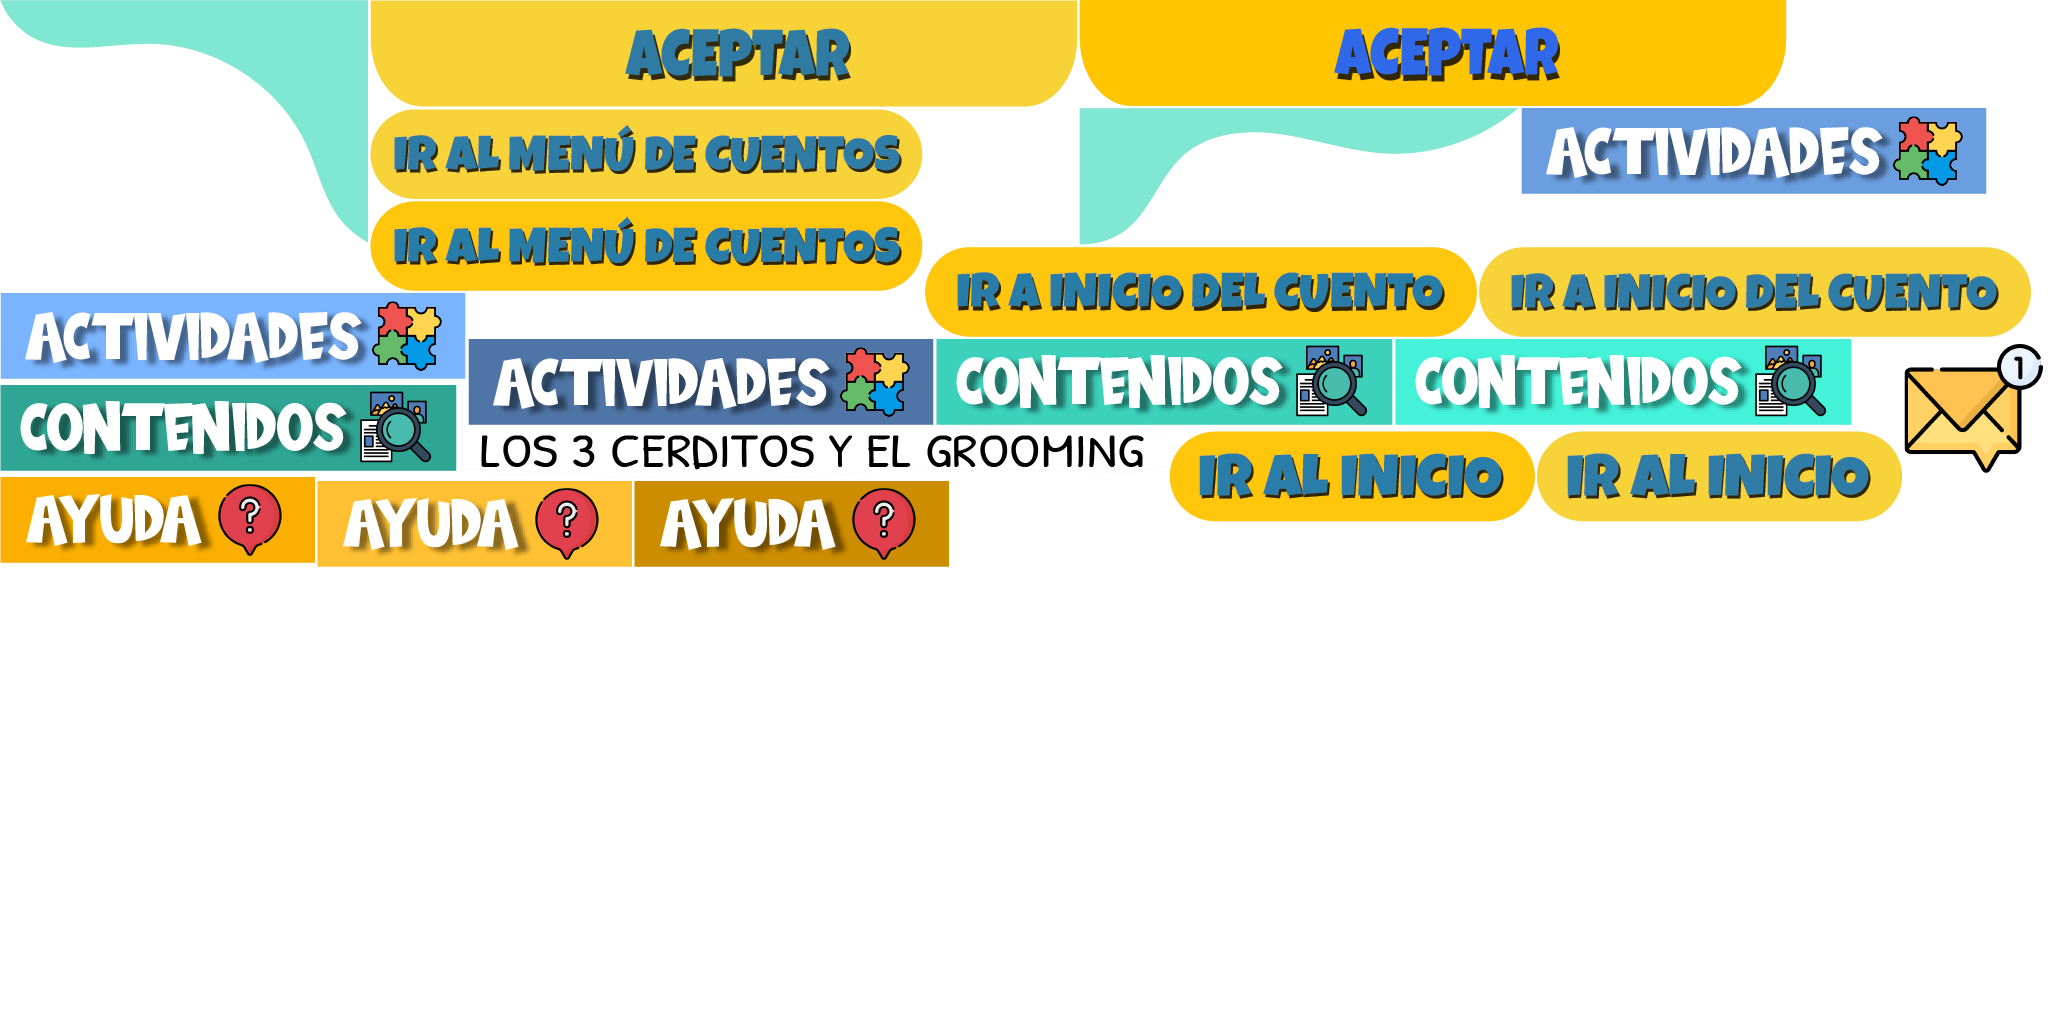 ACEPTAR
ACEPTAR
IR AL MENÚ DE CUENTOS
ACTIVIDADES
IR AL MENÚ DE CUENTOS
IR A INICIO DEL CUENTO
IR A INICIO DEL CUENTO
ACTIVIDADES
ACTIVIDADES
CONTENIDOS
CONTENIDOS
1
CONTENIDOS
LOS 3 CERDITOS Y EL GROOMING
IR AL INICIO
IR AL INICIO
AYUDA ?
AYUDA ?
AYUDA ?